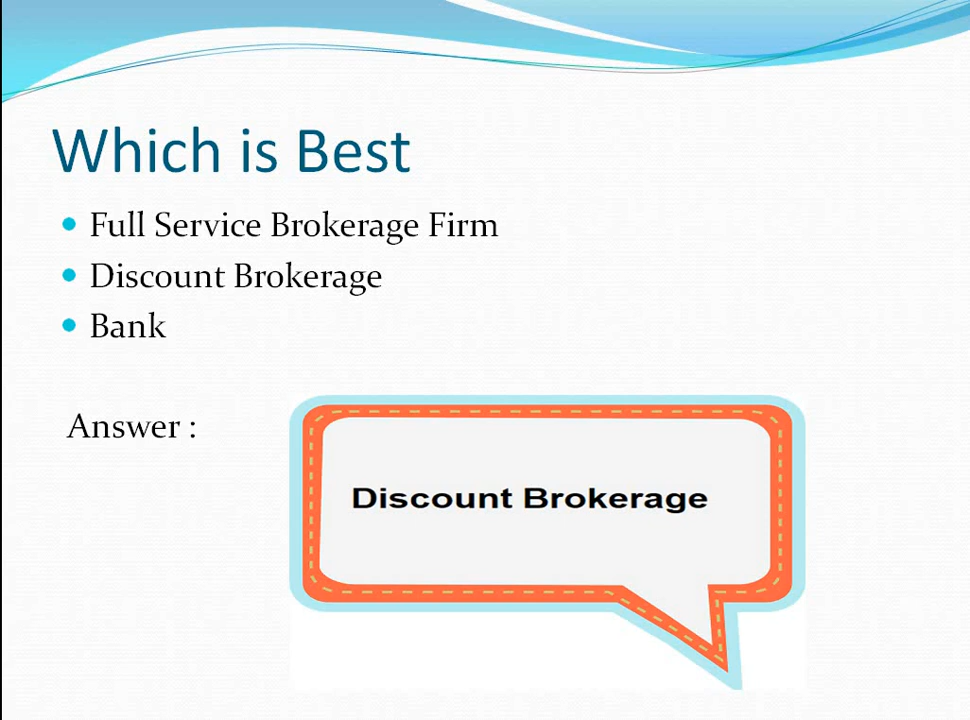 Which is Best
Full Service Brokerage Firm
Discount Brokerage
Bank
Answer :
Discount Brokerage